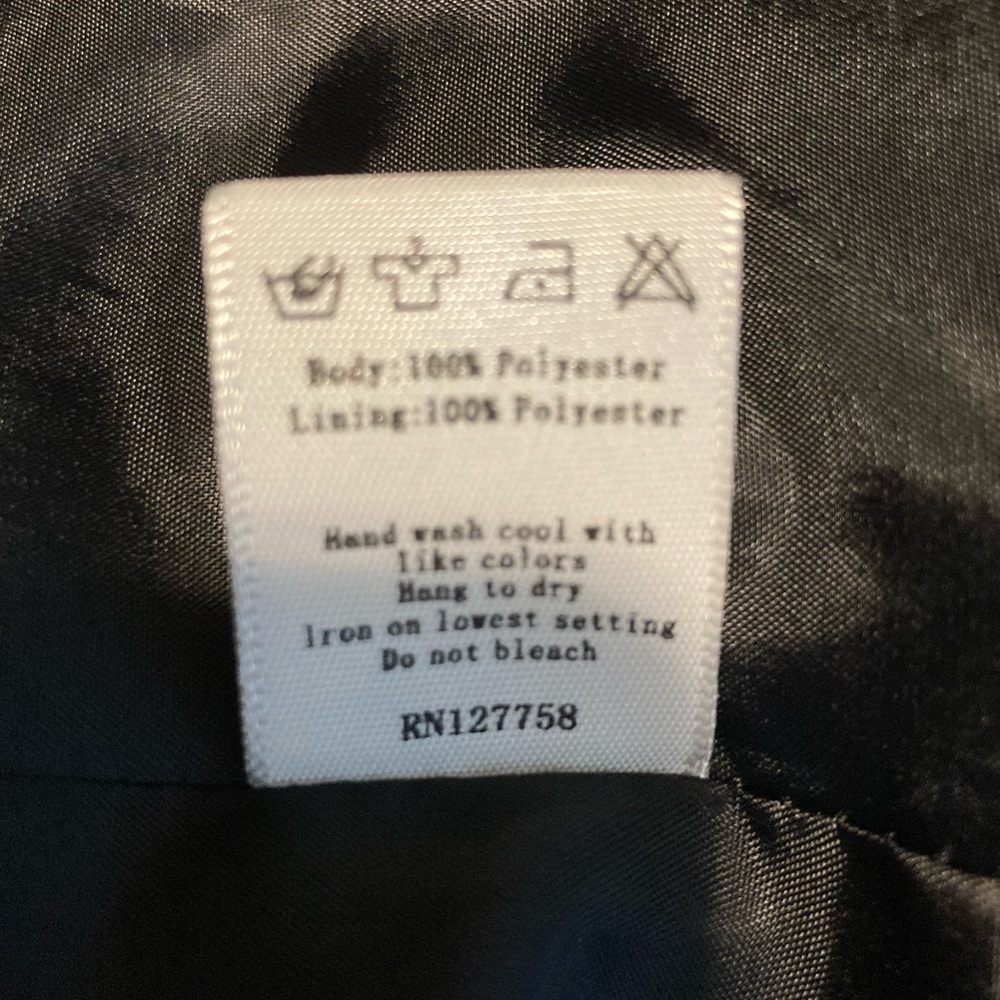 Body:100% Polyester
Lining:100% Polyester
Hand wash cool with
like colors
Hang to dry
Iron on lowest setting
Do not bleach
RN127758